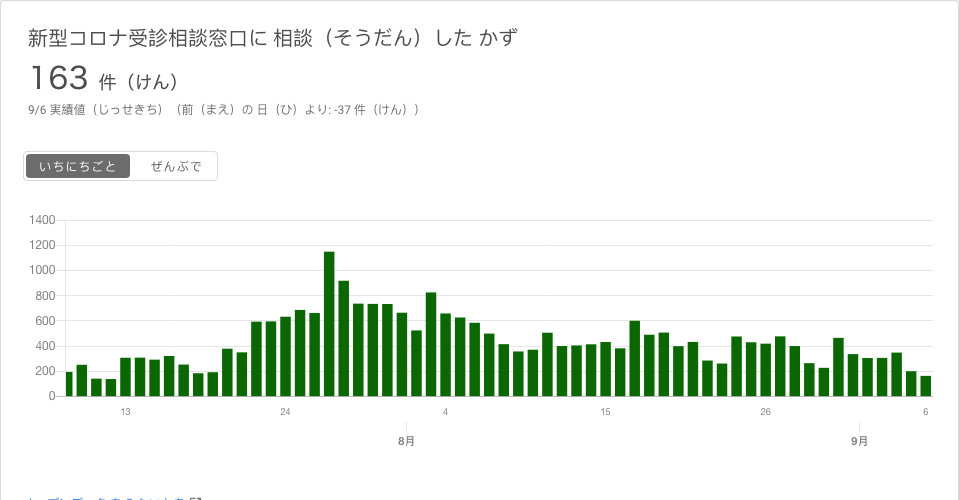 新型コロナ受診相談窓口に 相談（そうだん）した かず
163 件（けん）
9/6 実績値（じっせきち）（前（まえ）の 日（ひ）より: -37 件（けん））
いちにちごと ぜんぶで
1400
1200
1000
800
600
400
200
0
13 24 4 15 26 6
8月 9月